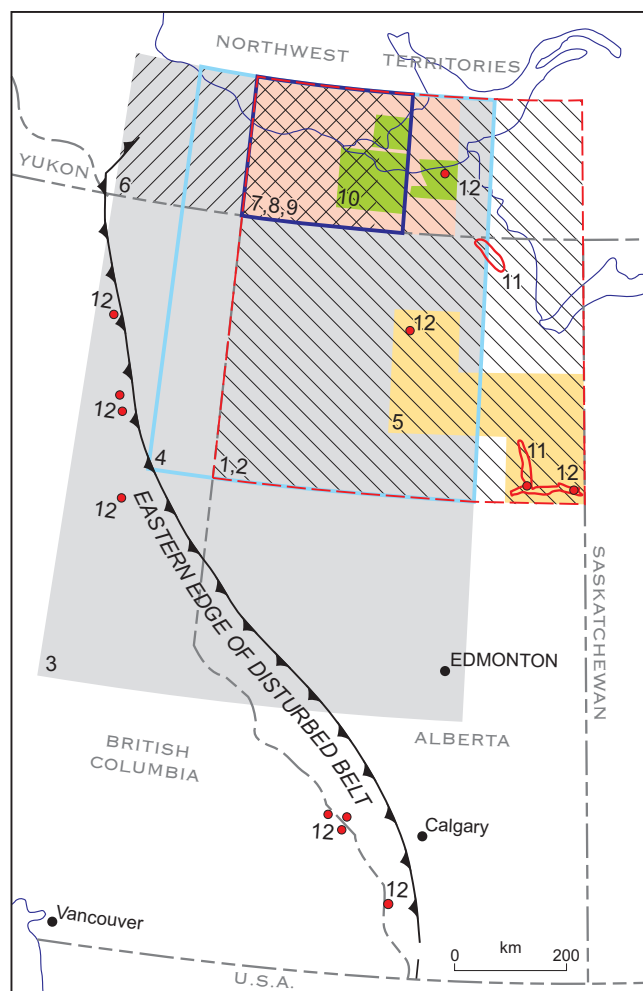 NORTHWEST TERRITORIES
YUKON
6
7,8,9
10
12
11
12
12
12
5
4
1,2
11
12
12
EASTERN EDGE OF DISTURBED BELT
SASKATCHEWAN
3
EDMONTON
BRITISH
COLUMBIA
ALBERTA
12
Calgary
12
Vancouver
km
0 200
U.S.A.